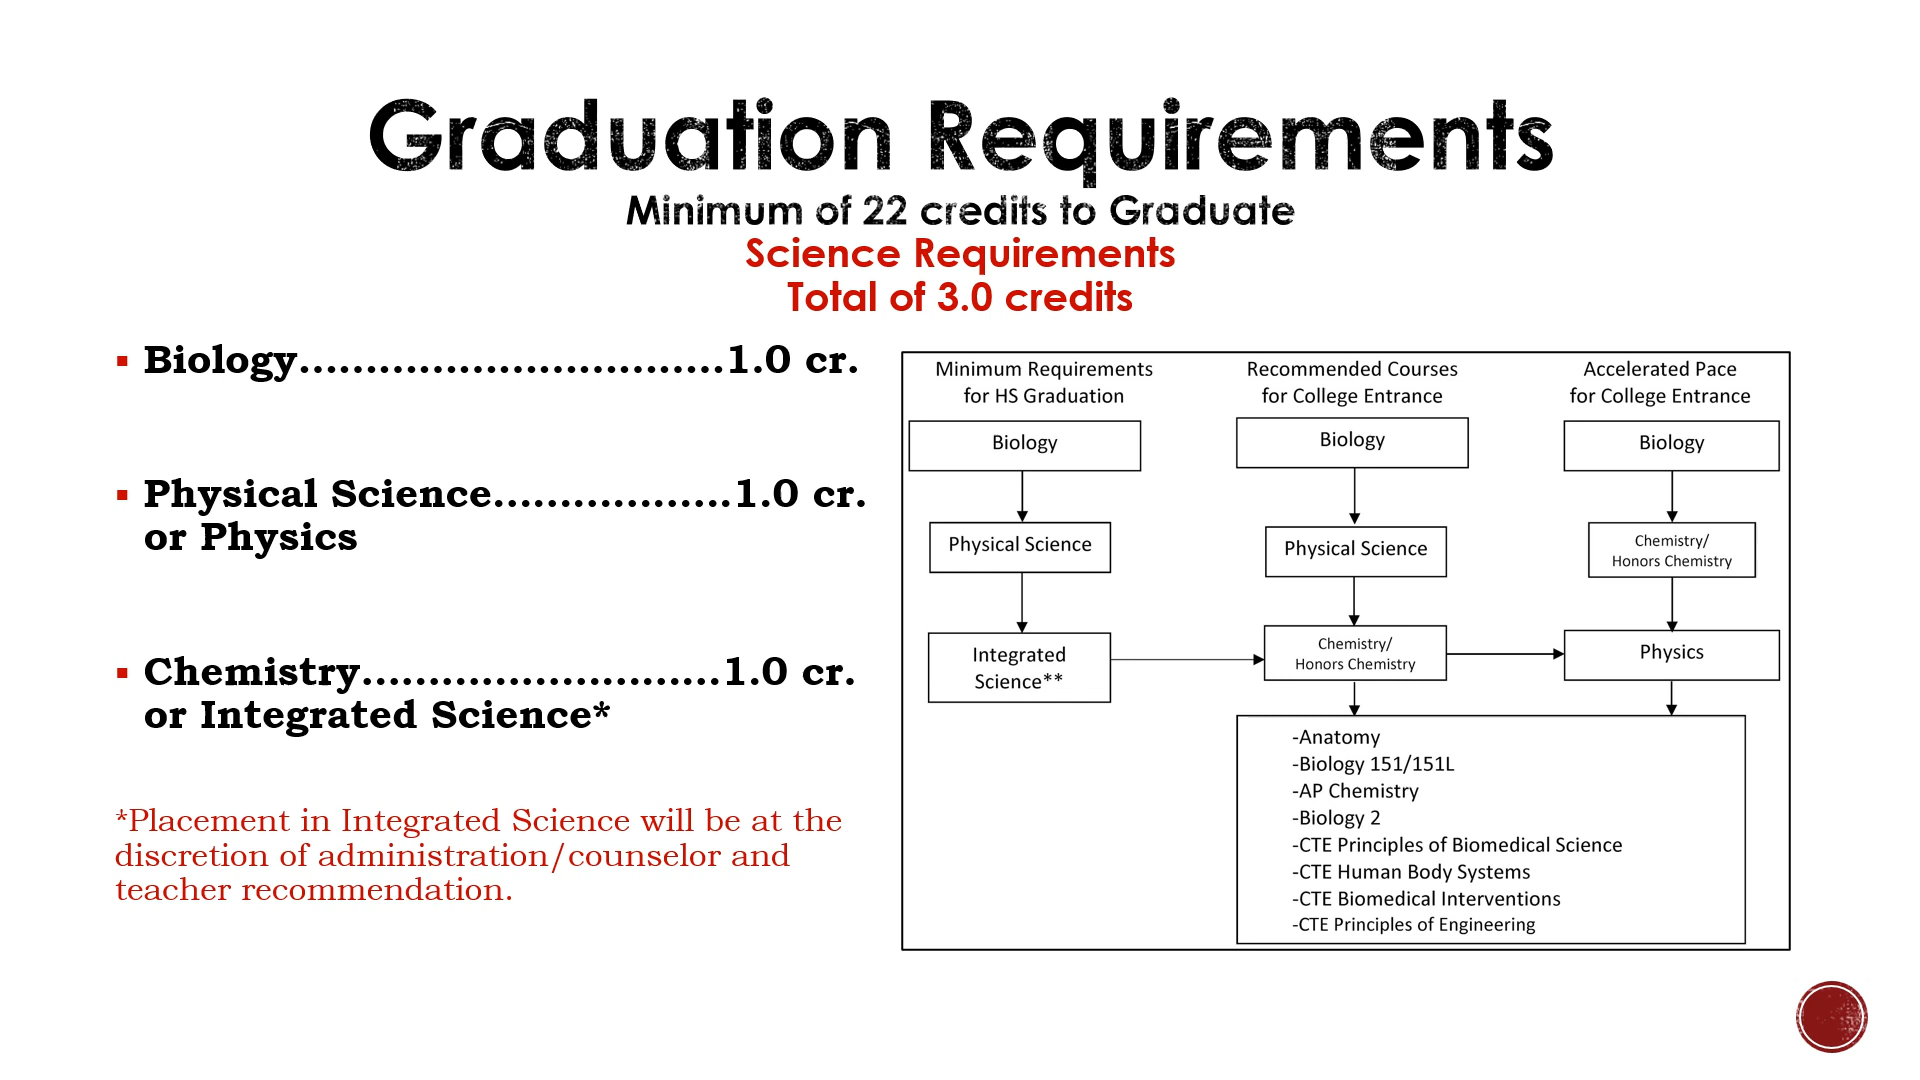 Graduation Requirements
Minimum of 22 credits to Graduate
Science Requirements
Total of 3.0 credits
▪ Biology................................1.0 cr.
▪ Physical Science..................1.0 cr.
or Physics
▪ Chemistry...........................1.0 cr.
or Integrated Science*
*Placement in Integrated Science will be at the
discretion of administration/counselor and
teacher recommendation.
Minimum Requirements
for HS Graduation
Biology
Physical Science
Integrated
Science**
Recommended Courses
for College Entrance
Biology
Physical Science
Chemistry/
Honors Chemistry
Accelerated Pace
for College Entrance
Biology
Chemistry/
Honors Chemistry
Physics
-Anatomy
-Biology 151/151L
-AP Chemistry
-Biology 2
-CTE Principles of Biomedical Science
-CTE Human Body Systems
-CTE Biomedical Interventions
-CTE Principles of Engineering